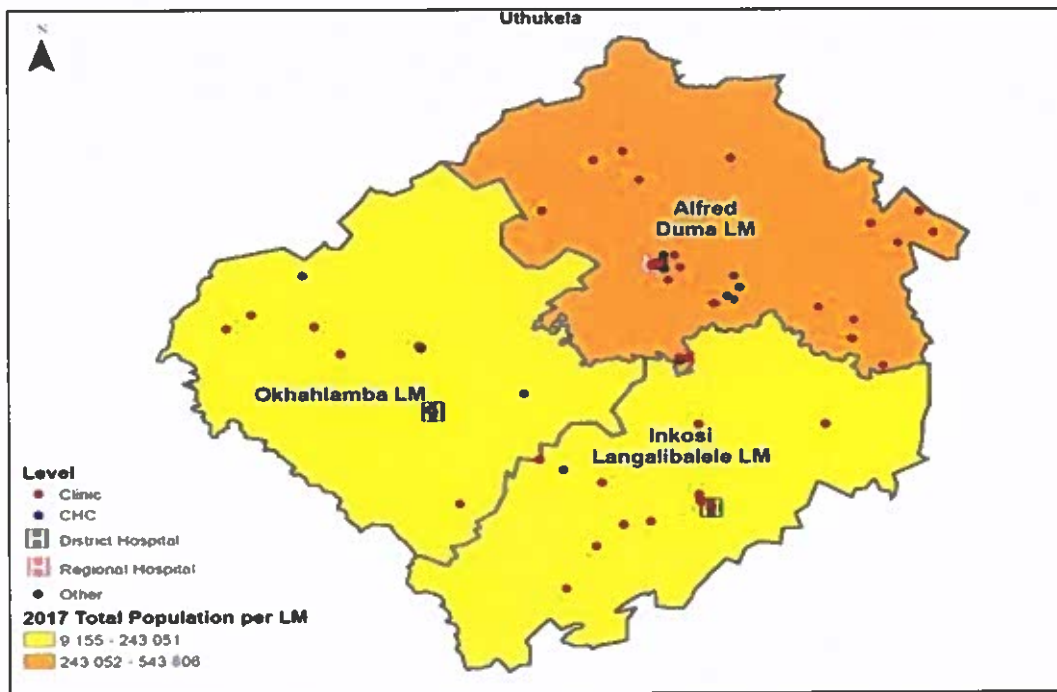 Uthukela
N
Alfred
Duma LM
Okhahlamba LM
Inkosi
Langalibalele LM
Level
Clinic
CHC
District Hospital
Regional Hospital
Other
2017 Total Population per LM
9 155 - 243 051
243 052 - 543 806